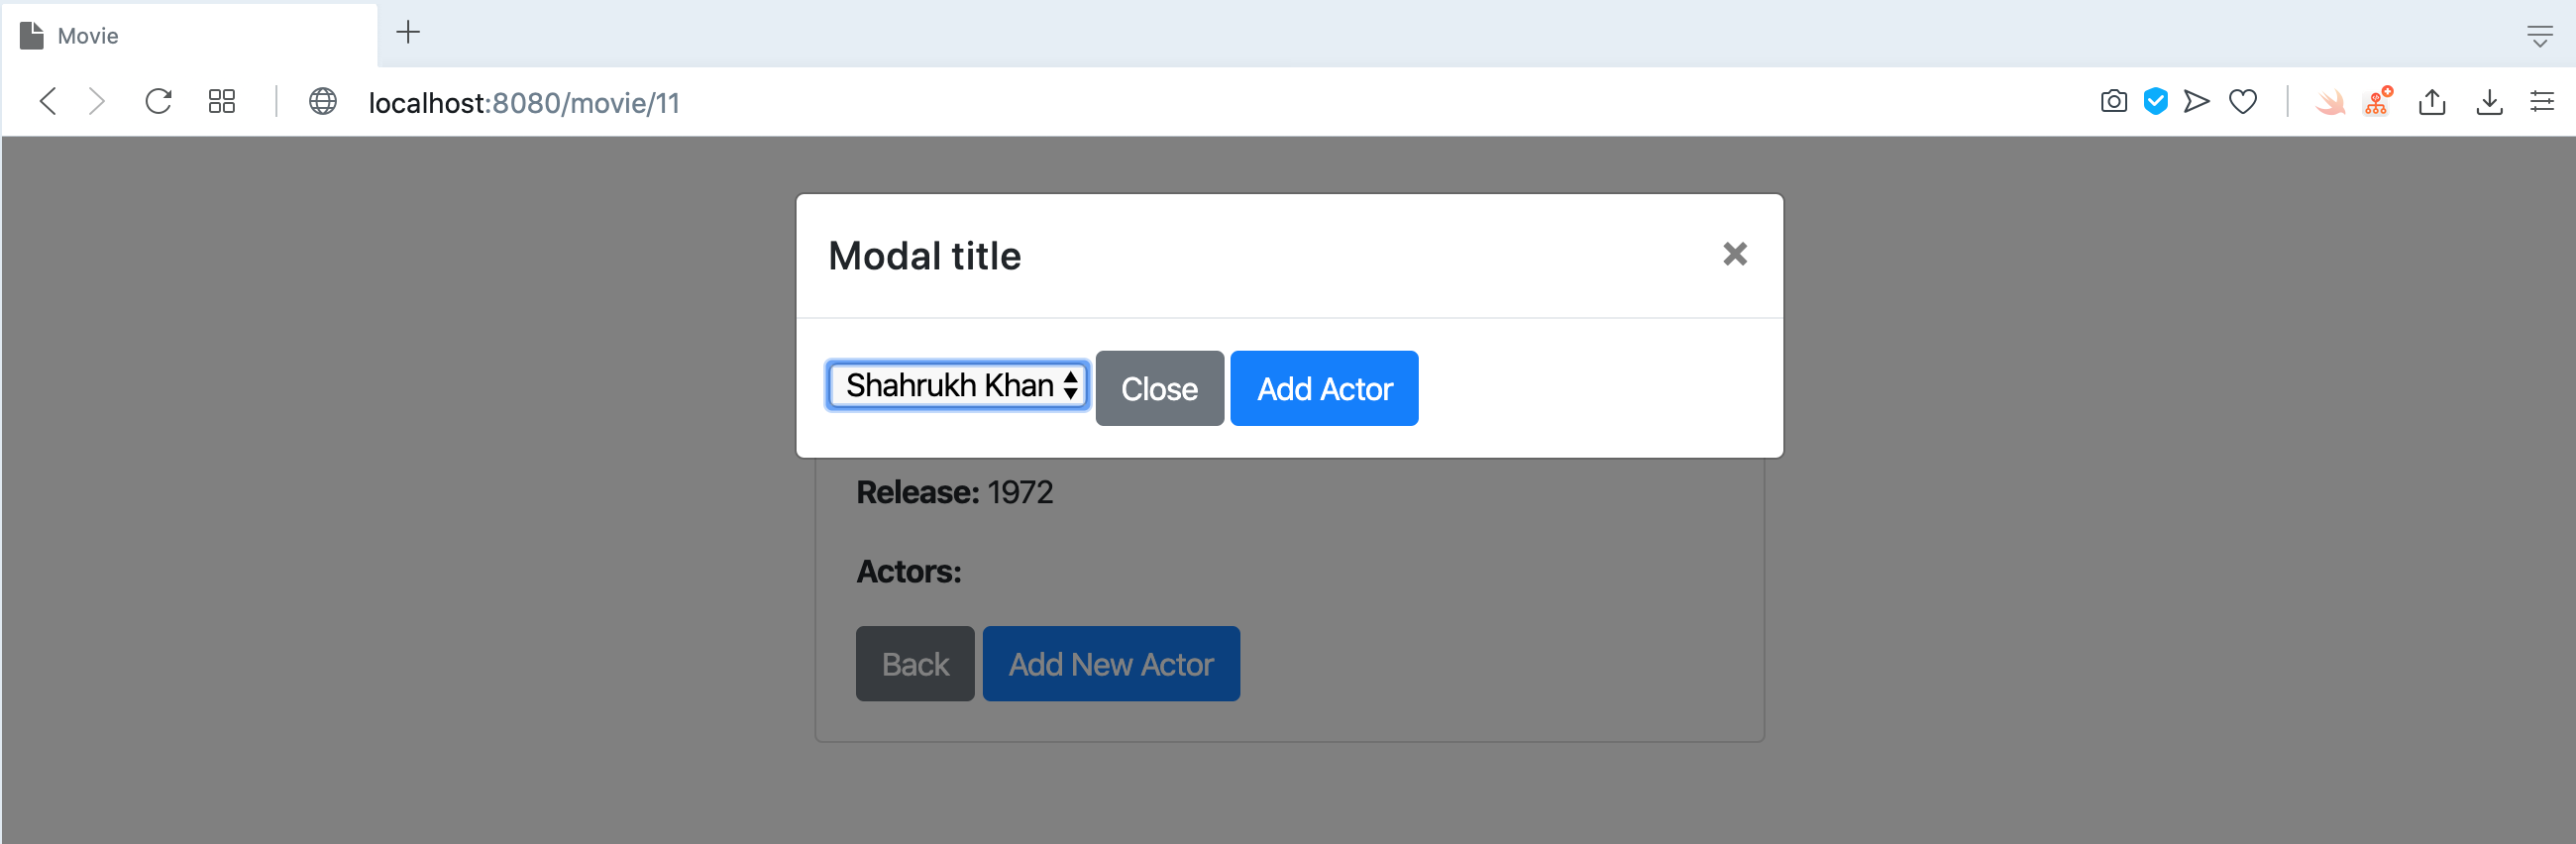 Movie
localhost:8080/movie/11
Modal title
Shahrukh Khan Close Add Actor
Release: 1972
Actors:
Back Add New Actor